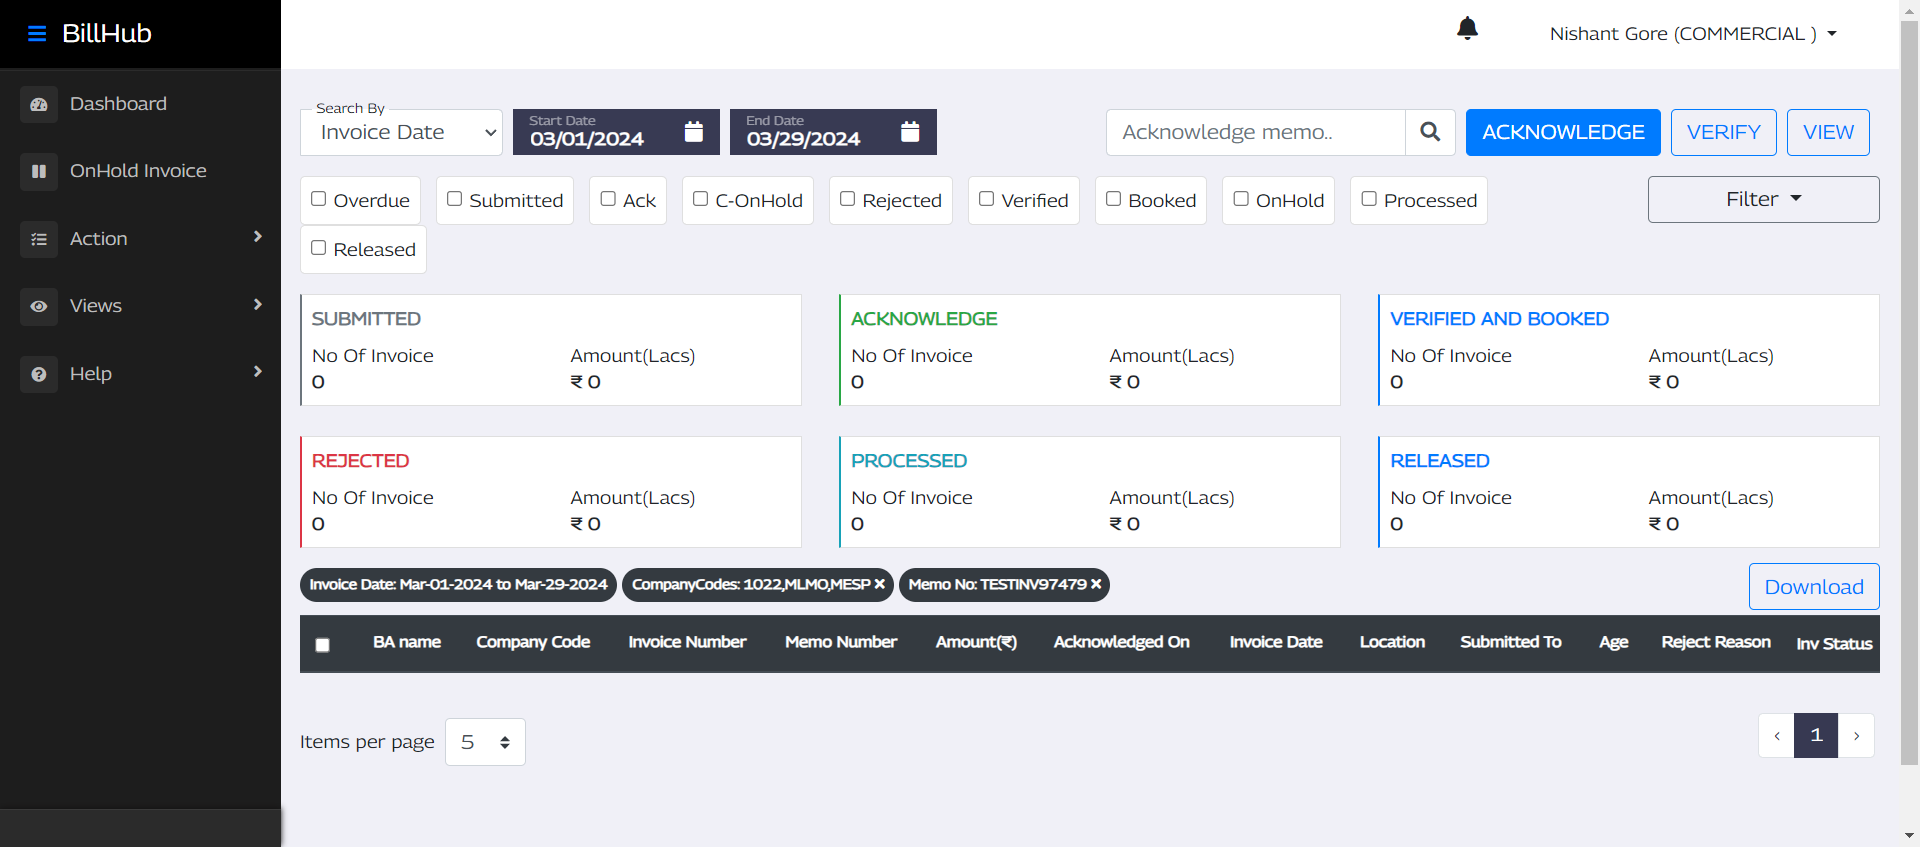 BillHub
Nishant Gore (COMMERCIAL )
Dashboard
OnHold Invoice
Action
Views
Help
Search By
Invoice Date
Start Date
03/01/2024
End Date
03/29/2024
Acknowledge memo..
ACKNOWLEDGE
VERIFY
VIEW
Overdue
Submitted
Ack
C-OnHold
Rejected
Verified
Booked
OnHold
Processed
Released
Filter
SUBMITTED
No Of Invoice Amount(Lacs)
0 ₹ 0
ACKNOWLEDGE
No Of Invoice Amount(Lacs)
0 ₹ 0
VERIFIED AND BOOKED
No Of Invoice Amount(Lacs)
0 ₹ 0
REJECTED
No Of Invoice Amount(Lacs)
0 ₹ 0
PROCESSED
No Of Invoice Amount(Lacs)
0 ₹ 0
RELEASED
No Of Invoice Amount(Lacs)
0 ₹ 0
Invoice Date: Mar-01-2024 to Mar-29-2024
CompanyCodes: 1022,MLMO,MESP ×
Memo No: TESTINV97479 ×
Download
BA name Company Code Invoice Number Memo Number Amount(₹) Acknowledged On Invoice Date Location Submitted To Age Reject Reason Inv Status
Items per page 5
‹ 1 ›